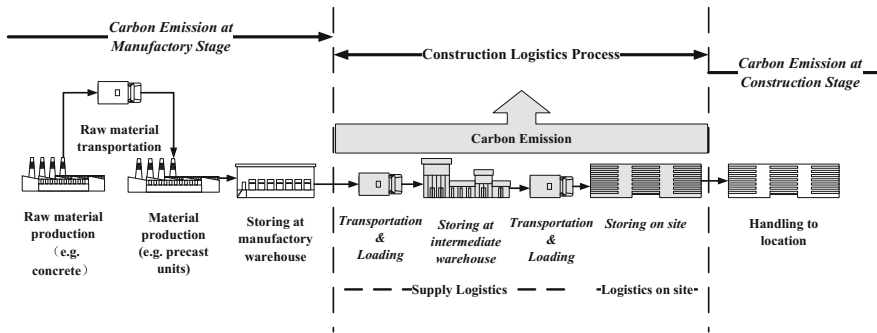 Carbon Emission at
Manufactory Stage
Construction Logistics Process
Carbon Emission at
Construction Stage
Raw material
transportation
Carbon Emission
Raw material
production
（e.g.
concrete）
Material
production
(e.g. precast
units)
Storing at
manufactory
warehouse
Transportation
&
Loading
Storing at
intermediate
warehouse
Transportation
&
Loading
Storing on site
Handling to
location
Supply Logistics
Logistics on site